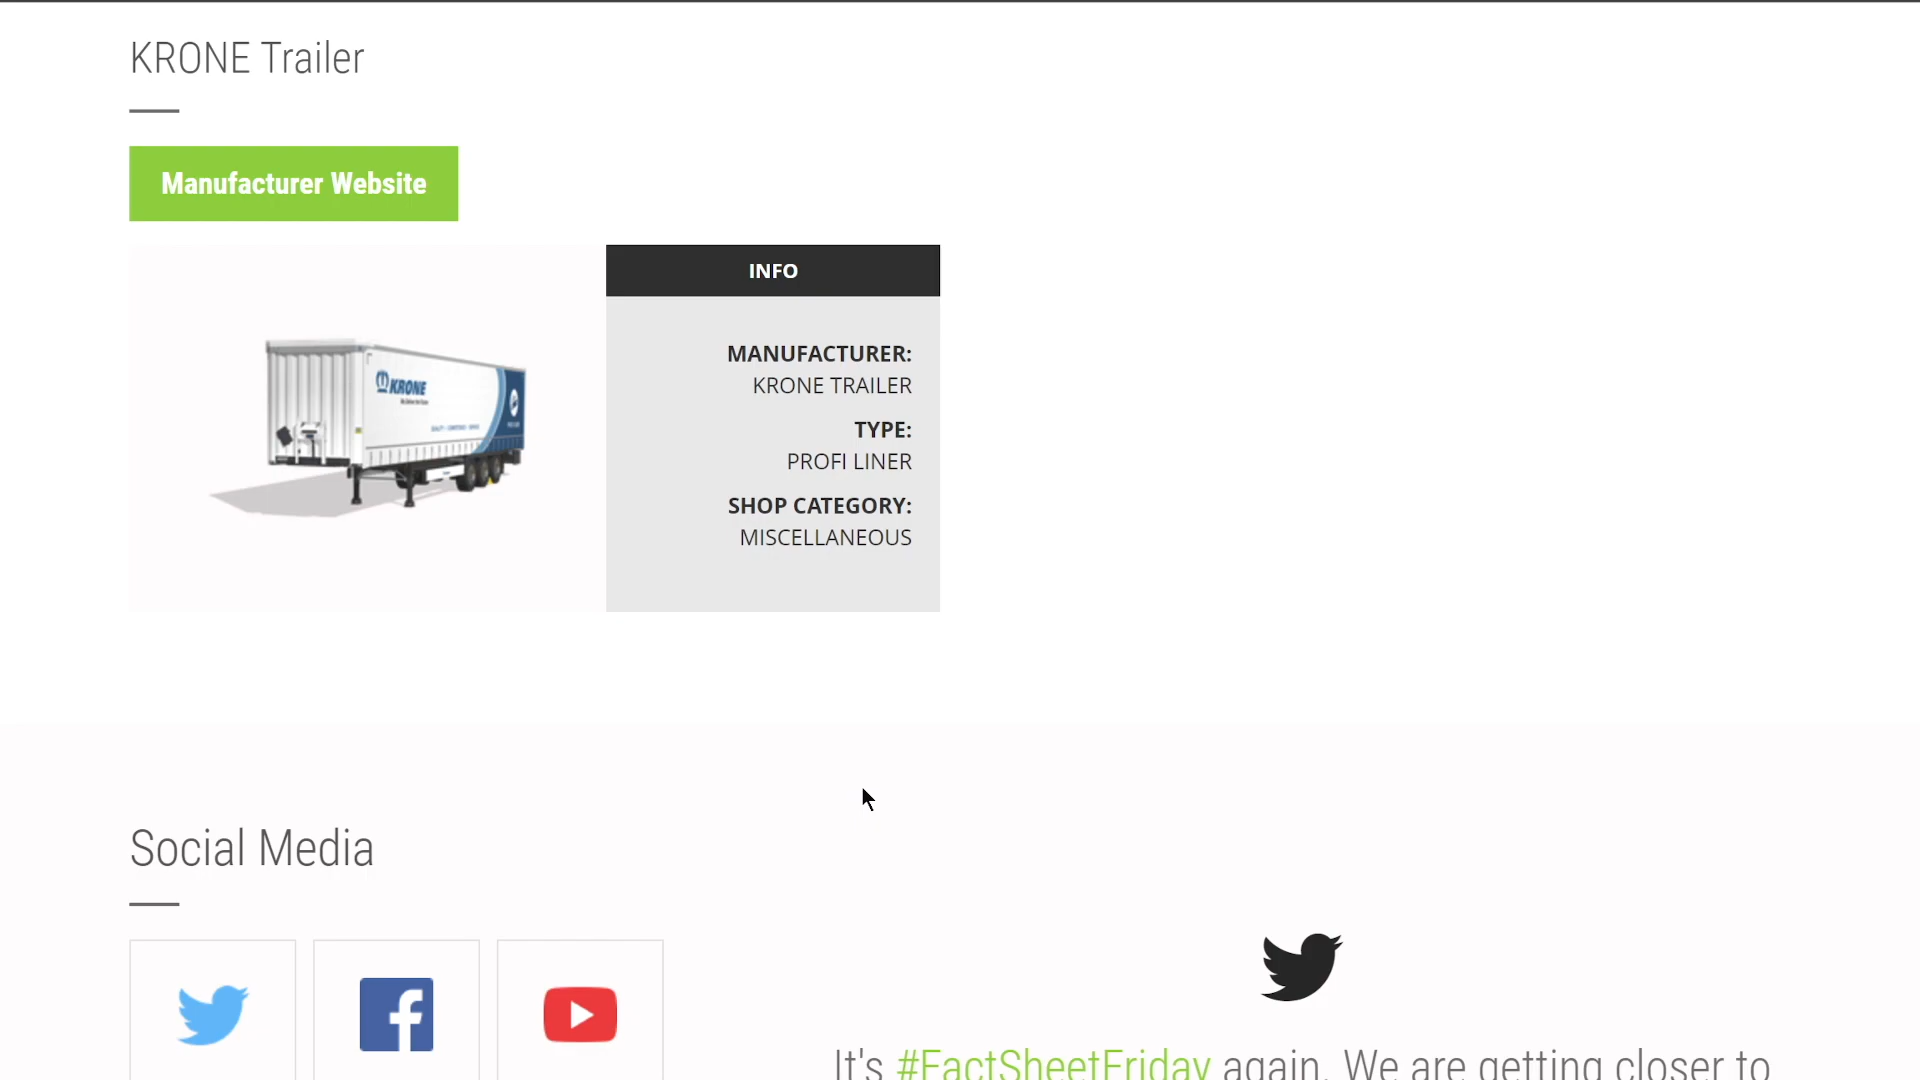 KRONE Trailer
Manufacturer Website
KRONE
INFO
MANUFACTURER:
KRONE TRAILER
TYPE:
PROFI LINER
SHOP CATEGORY:
MISCELLANEOUS
Social Media
It's #FactSheetFriday again. We are getting closer to